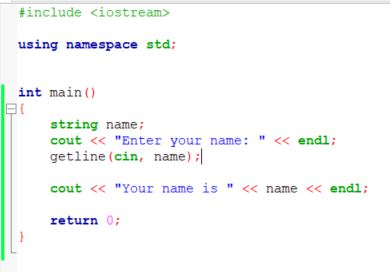 #include <iostream>
using namespace std;
int main()
{
string name;
cout << "Enter your name: " << endl;
getline(cin, name);
cout << "Your name is " << name << endl;
return 0;
}